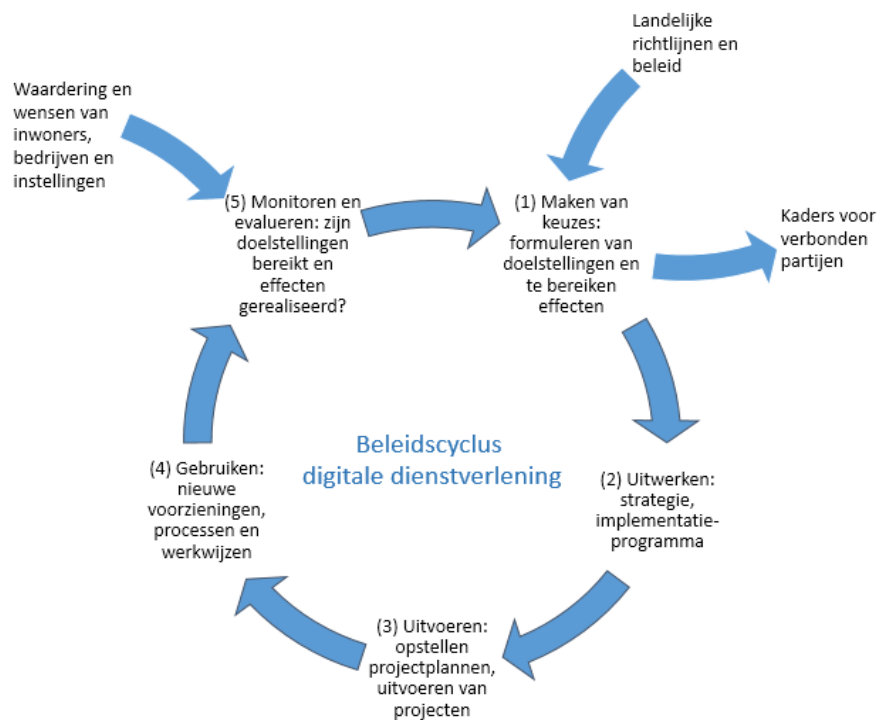 Landelijke
richtlijnen en
beleid
Waardering en
wensen van
inwoners,
bedrijven en
instellingen
(5) Monitoren en
evalueren: zijn
doelstellingen
bereikt en
effecten
gerealiseerd?
(1) Maken van
keuzes:
formuleren van
doelstellingen en
te bereiken
effecten
Kaders voor
verbonden
partijen
Beleidscyclus
digitale dienstverlening
(4) Gebruiken:
nieuwe
voorzieningen,
processen en
werkwijzen
(2) Uitwerken:
strategie,
implementatie-
programma
(3) Uitvoeren:
opstellen
projectplannen,
uitvoeren van
projecten